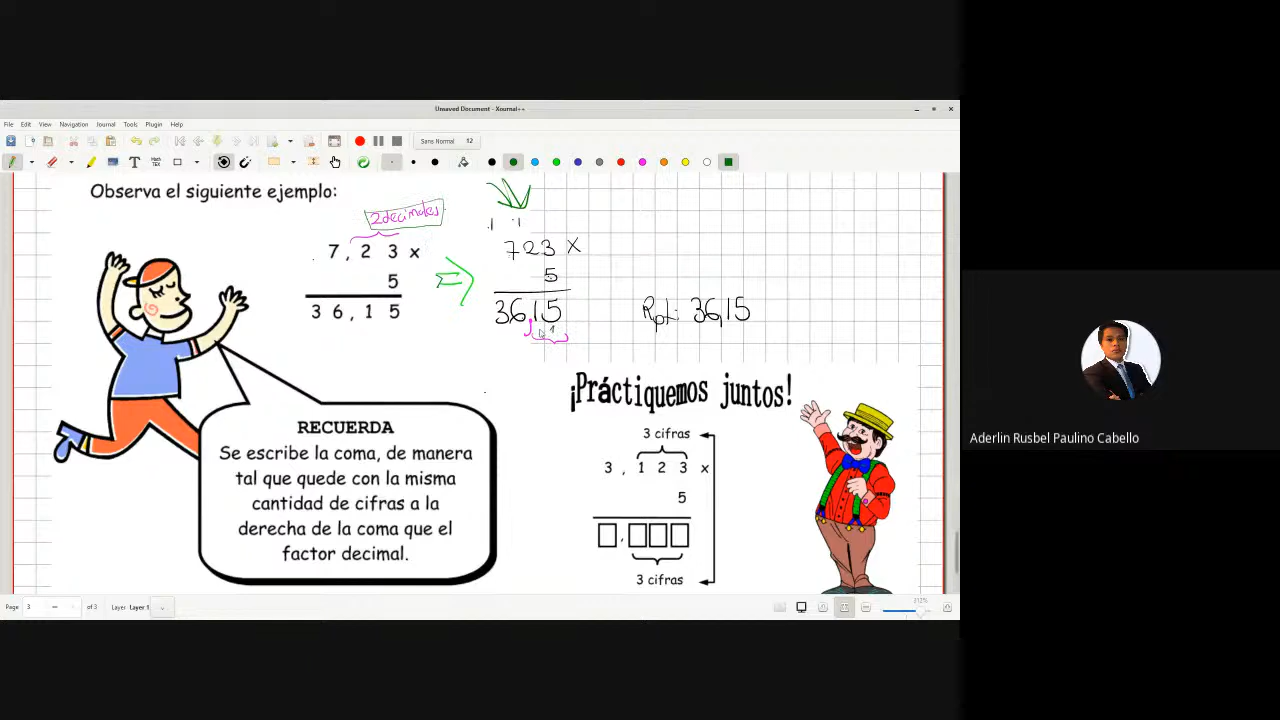 Unsaved Document - Xournal++
File Edit View Navigate Journal Tools Plugin Help
Sans Normal 12
Observa el siguiente ejemplo:
2 decimales
7, 2 3 x
5
3 6, 1 5
723 x
5
36,15
Rpt: 36,15
RECUERDA
Se escribe la coma, de manera
tal que quede con la misma
cantidad de cifras a la
derecha de la coma que el
factor decimal.
¡Práctiquemos juntos!
3 cifras
3, 1 2 3 x
5
,
3 cifras
Aderlin Rusbel Paulino Cabello
Page 3 of 3 Layer Layer 1